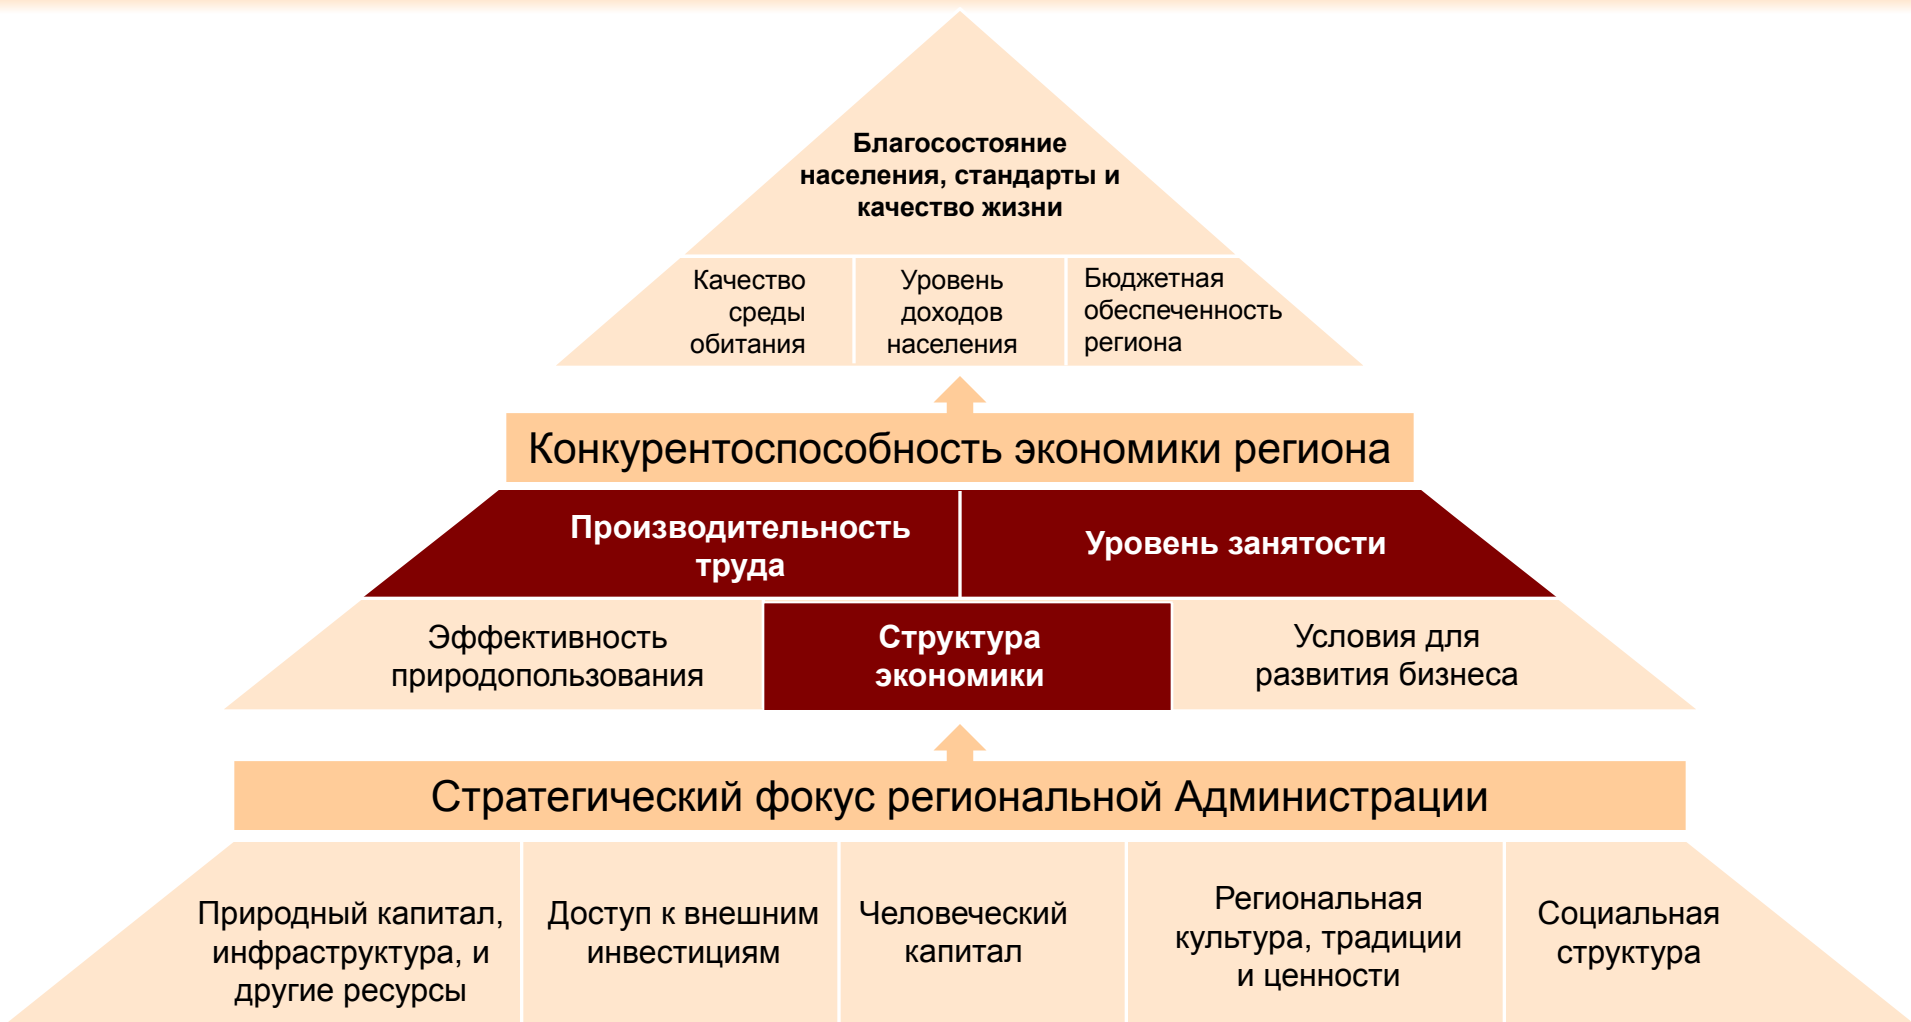 Благосостояние
населения, стандарты и
качество жизни
Качество
среды
обитания
Уровень
доходов
населения
Бюджетная
обеспеченность
региона
Конкурентоспособность экономики региона
Производительность
труда
Уровень занятости
Эффективность
природопользования
Структура
экономики
Условия для
развития бизнеса
Стратегический фокус региональной Администрации
Природный капитал,
инфраструктура, и
другие ресурсы
Доступ к внешним
инвестициям
Человеческий
капитал
Региональная
культура, традиции
и ценности
Социальная
структура